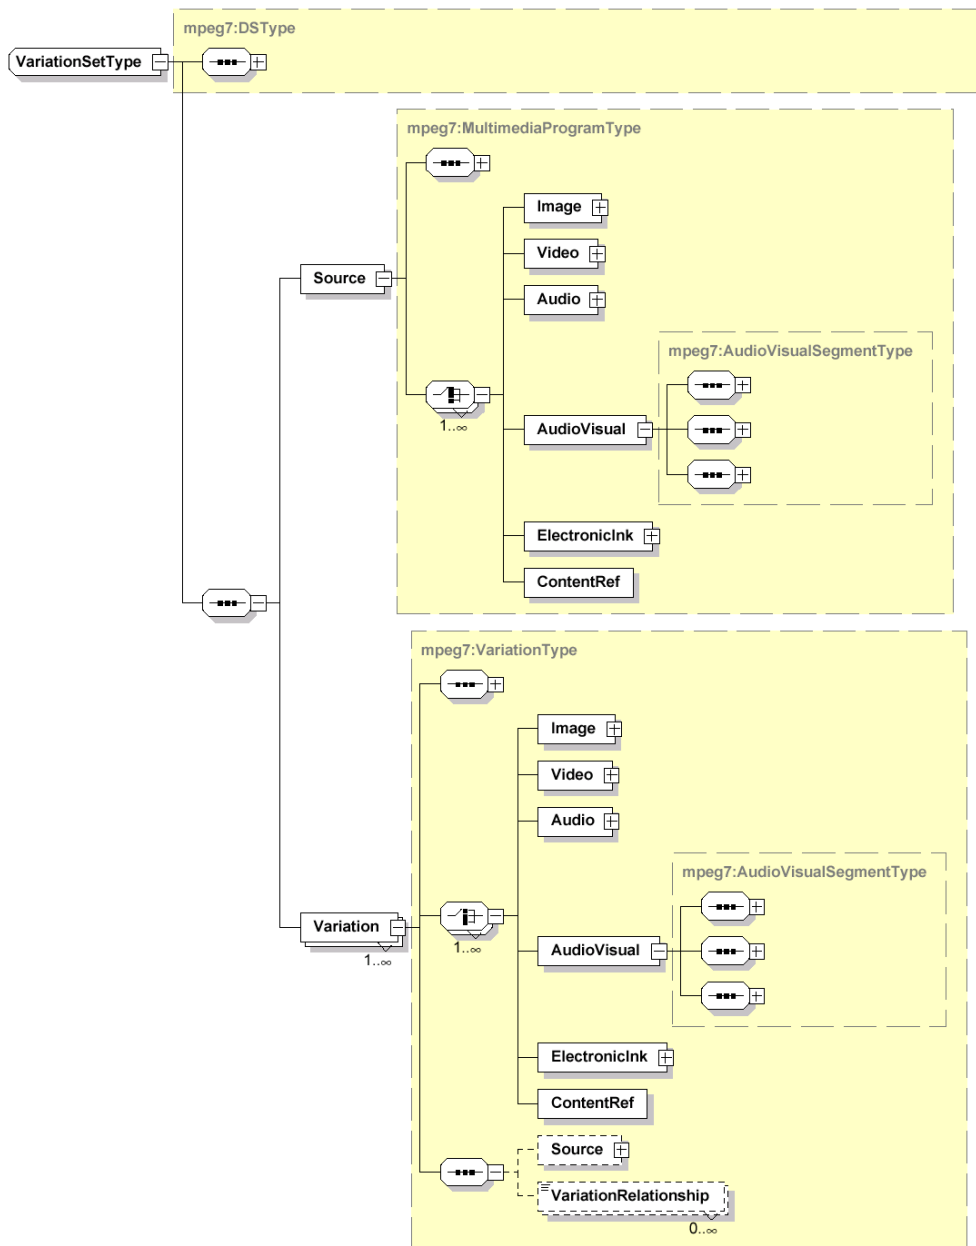 mpeg7:DSType
VariationSetType
mpeg7:MultimediaProgramType
Image
Video
Source
Audio
mpeg7:AudioVisualSegmentType
1..∞
AudioVisual
ElectronicInk
ContentRef
mpeg7:VariationType
Image
Video
Audio
mpeg7:AudioVisualSegmentType
Variation
1..∞
1..∞
AudioVisual
ElectronicInk
ContentRef
Source
VariationRelationship
0..∞